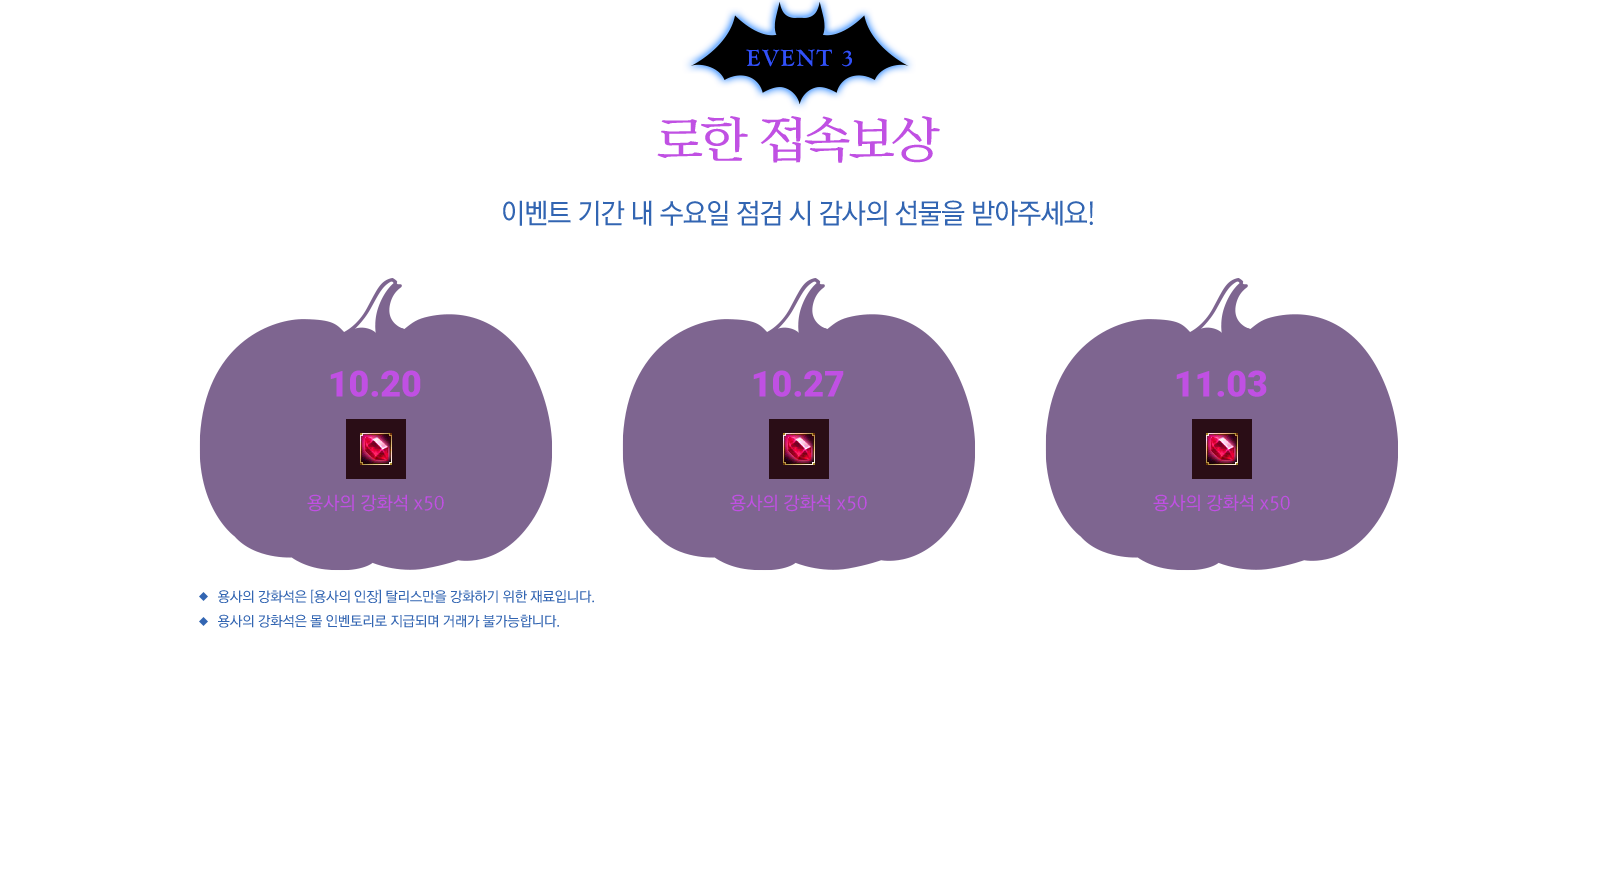 EVENT 3
로한 접속보상
이벤트 기간 내 수요일 점검 시 감사의 선물을 받아주세요!
10.20
용사의 강화석 x50
10.27
용사의 강화석 x50
11.03
용사의 강화석 x50
◆ 용사의 강화석은 [용사의 인장] 탈리스만을 강화하기 위한 재료입니다.
◆ 용사의 강화석은 몰 인벤토리로 지급되며 거래가 불가능합니다.